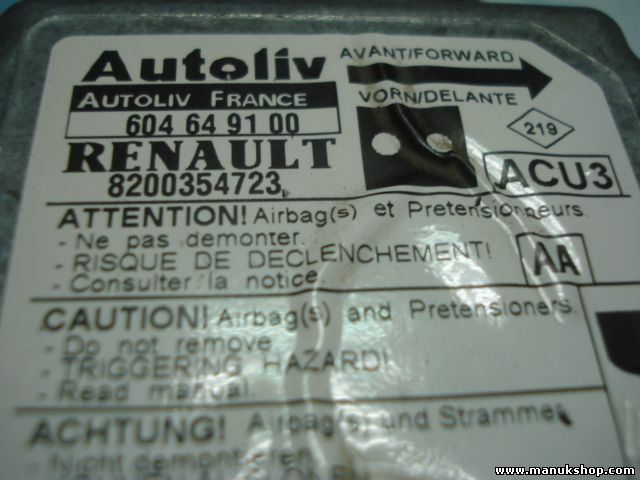 Autoliv
AVANT/FORWARD
AUTOLIV FRANCE
VORN/DELANTE
604 64 91 00
219
RENAULT
ACU3
8200354723
ATTENTION! Airbag(s) et Pretensionneurs.
- Ne pas demonter.
- RISQUE DE DECLENCHEMENT!
AA
- Consulter la notice.
CAUTION! Airbag(s) and Pretensioners.
- Do not remove
- TRIGGERING HAZARD!
- Read manual.
ACHTUNG! Airbag(s) und Strammer
- Nicht demontieren
www.manukshop.com